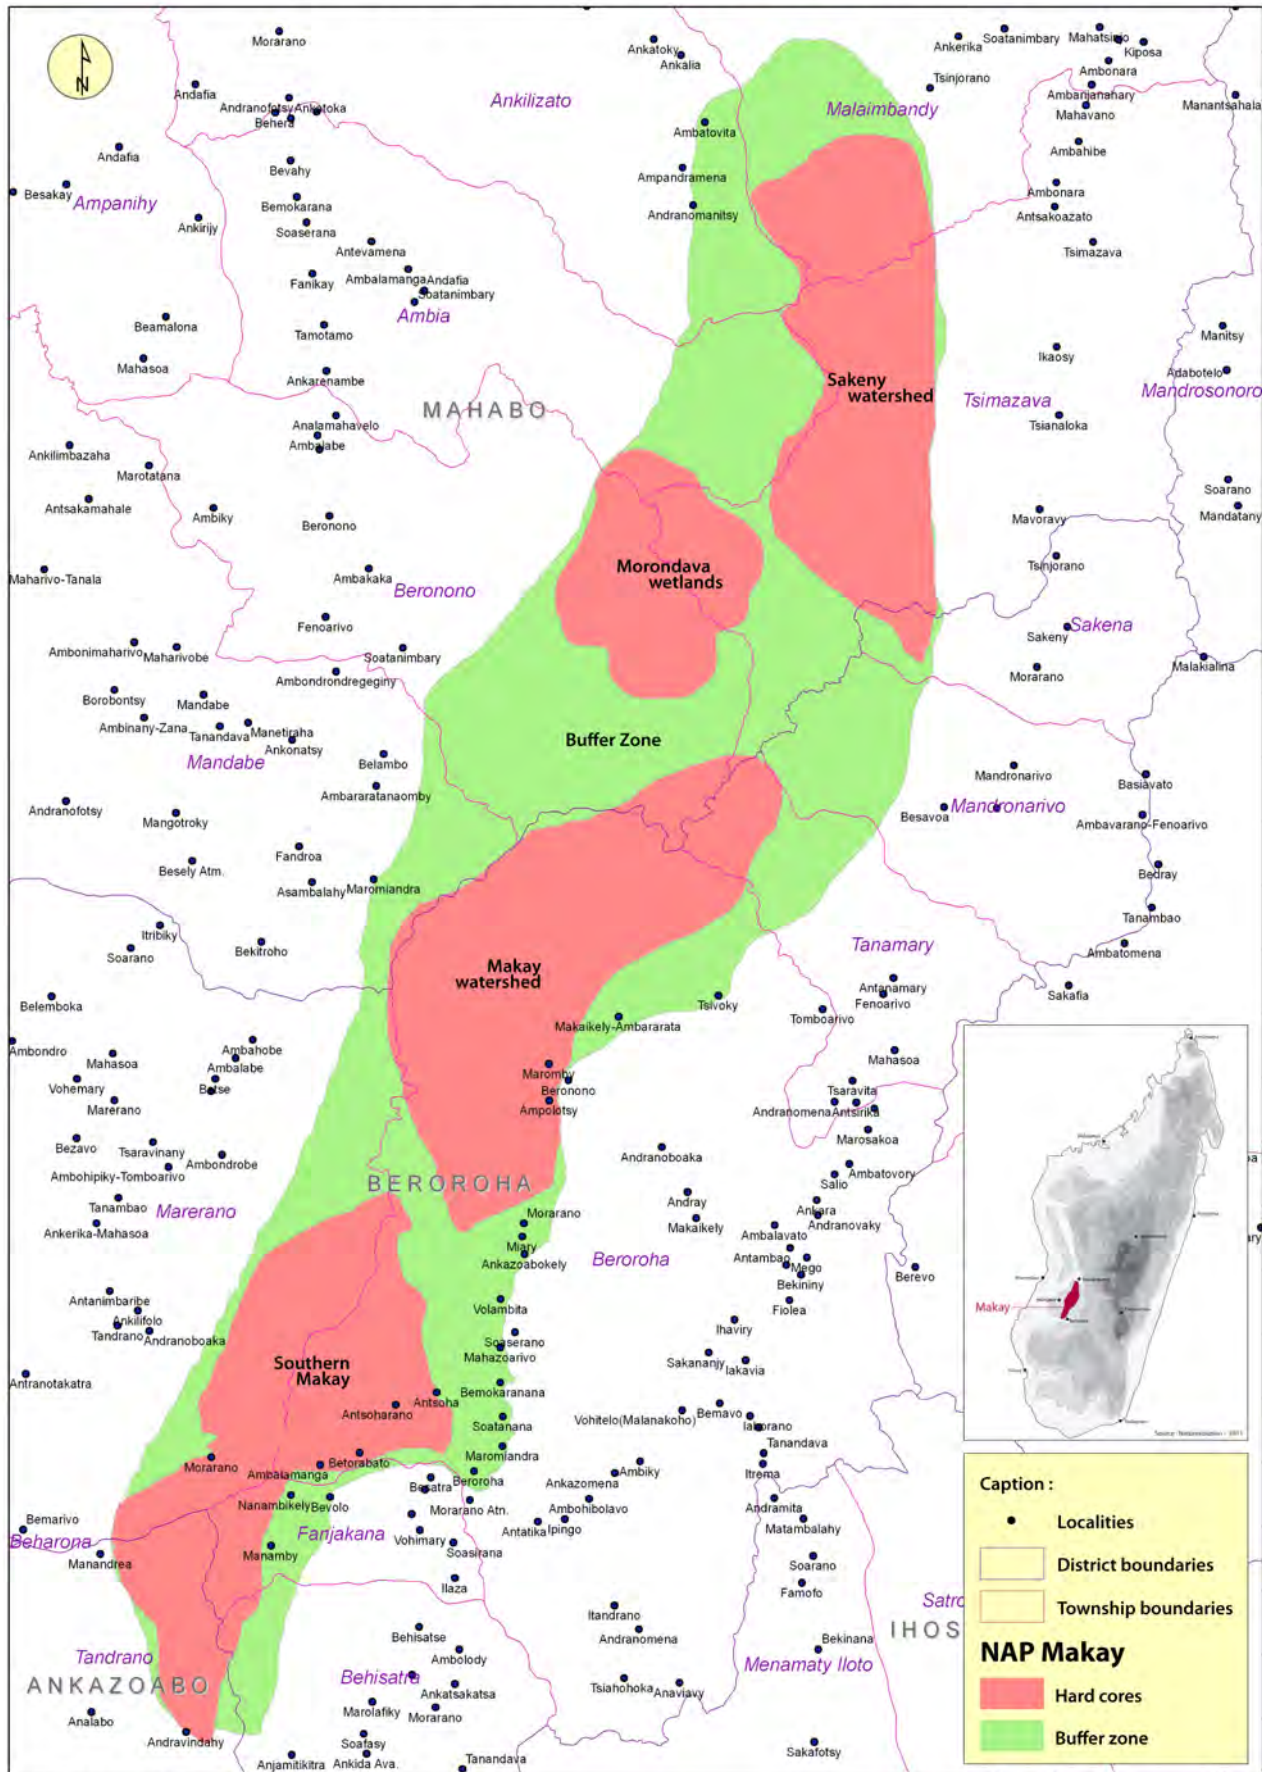 Morarano
Ankatoky
Ankalia
Ankerika
Soatanimbary
Mahatsinjo
Kiposa
Ambonara
N
Andafia
Andranofotsy
Ankotoka
Behera
Ankilizato
Tsinjorano
Malaimbandy
Ambanjanahary
Mahavano
Manantsahala
Ambatovita
Andafia
Bevahy
Ampandramena
Ambahibe
Besakay
Ampanihy
Bemokarana
Andranomanitsy
Ambonara
Antsakoazato
Ankirijy
Soaserana
Antevamena
Tsimazava
Fanikay
Ambalamanga
Andafia
Soatanimbary
Ambia
Beamalona
Tamotamo
Manitsy
Mahasoa
Ikaosy
Ankarenambe
Adabotelo
Sakeny
watershed
Tsimazava
Mandrosonoro
MAHABO
Analamahavelo
Tsianaloka
Ambalabe
Ankilimbazaha
Marotatana
Antsakamahale
Ambiky
Beronono
Soarano
Mandatany
Mavoravy
Maharivo-Tanala
Ambakaka
Beronono
Morondava
wetlands
Tsinjorano
Fenoarivo
Sakeny
Sakena
Ambonimaharivo
Maharivobe
Soatanimbary
Malakialina
Ambondrondregeginy
Morarano
Borobontsy
Mandabe
Ambinany-Zana
Tanandava
Manetiraha
Ankonatsy
Buffer Zone
Mandabe
Belambo
Mandronarivo
Basiavato
Ambararatanaomby
Andranofotsy
Mangotroky
Besavoa
Mandronarivo
Ambavarano-Fenoarivo
Fandroa
Besely Atm.
Asambalahy
Maromiandra
Bedray
Tanambao
Itribiky
Soarano
Bekitroho
Tanamary
Ambatomena
Makay
watershed
Belemboka
Tsivoky
Antanamary
Fenoarivo
Sakafia
Tomboarivo
Makaikely-Ambararata
Ambondro
Mahasoa
Ambahobe
Ambalabe
Mahasoa
Vohemary
Betse
Maromby
Beronono
Tsaravita
Marerano
Ampolotsy
Andranomena
Antsirika
Bezavo
Tsaravinany
Marosakoa
Ambohipiky-Tomboarivo
Ambondrobe
Andranoboaka
Ambatovory
Salio
BEROROHA
Tanambao
Marerano
Andray
Ankara
Ankerika-Mahasoa
Morarano
Makaikely
Andranovaky
Miary
Ambalavato
Ankazoabokely
Beroroha
Antambao
Mego
Bekininy
Berevo
Antanimbaribe
Volambita
Fiolea
Ankilifolo
Tandrano
Andranoboaka
Ihaviry
Soaserano
Mahazoarivo
Southern
Makay
Sakananjy
Iakavia
Antranotakatra
Bemokaranana
Antsoha
Antsoharano
Soatanana
Vohitelo(Malanakoho)
Bemavo
Iaborano
Maromiandra
Tanandava
Morarano
Ambalamanga
Betorabato
Beroroha
Ambiky
Itrema
Besatra
Ankazomena
Nanambikely
Bevolo
Morarano Atn.
Ambohibolavo
Andramita
Bemarivo
Beharona
Fanjakana
Vohimary
Antatika
Ipingo
Matambalahy
Manandrea
Manamby
Soasirana
Soarano
Ilaza
Famofo
Satro
Itandrano
IHOS
Behisatse
Andranomena
Bekinana
Tandrano
Ambolody
Menamaty Iloto
ANKAZOABO
Behisatra
Ankatsakatsa
Tsiahohoka
Anaviavy
Analabo
Marolafiky
Morarano
Andravindahy
Soafasy
Sakafotsy
Anjamitikitra
Ankida Ava.
Tanandava
Makay
Caption :
Localities
District boundaries
Township boundaries
NAP Makay
Hard cores
Buffer zone